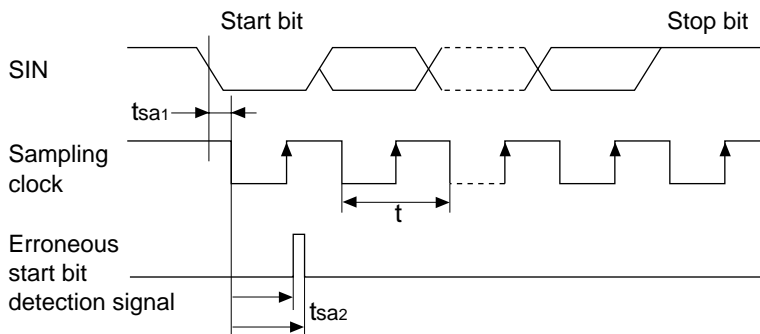 Start bit
Stop bit
SIN
tsa1
Sampling
clock
t
Erroneous
start bit
detection signal
tsa2